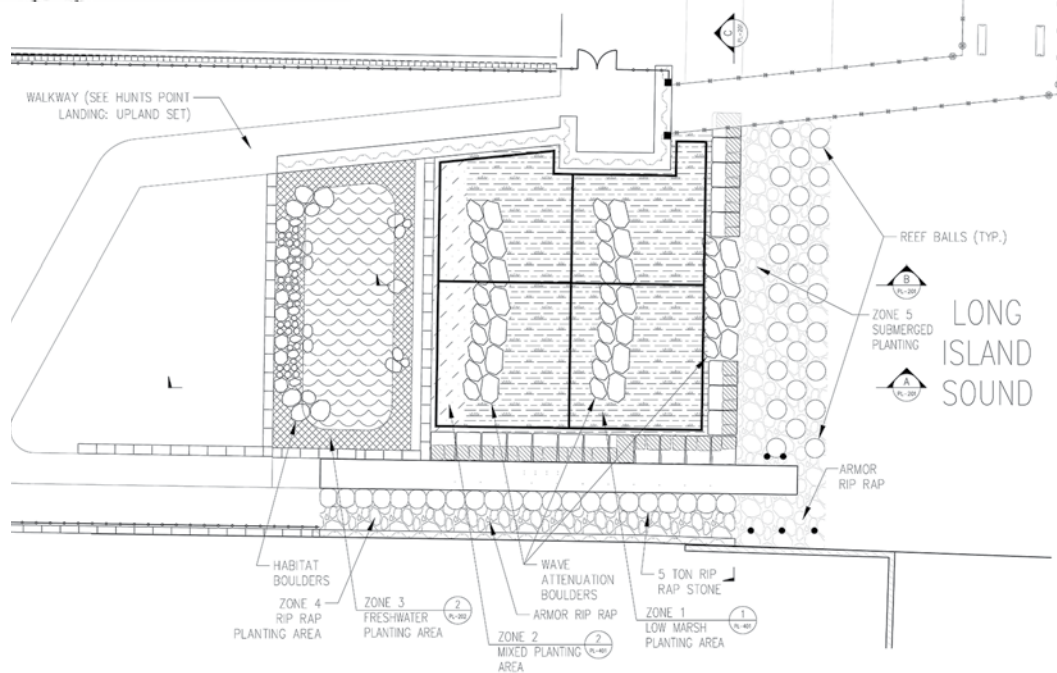 C
PL-201
WALKWAY (SEE HUNTS POINT
LANDING: UPLAND SET)
REEF BALLS (TYP.)
B
PL-201
ZONE 5
SUBMERGED
PLANTING
A
PL-201
LONG
ISLAND
SOUND
ARMOR
RIP RAP
HABITAT
BOULDERS
ZONE 4
RIP RAP
PLANTING AREA
ZONE 3
FRESHWATER
PLANTING AREA
2
PL-202
WAVE
ATTENUATION
BOULDERS
ARMOR RIP RAP
ZONE 2
MIXED PLANTING
AREA
2
PL-401
5 TON RIP
RAP STONE
ZONE 1
LOW MARSH
PLANTING AREA
1
PL-401